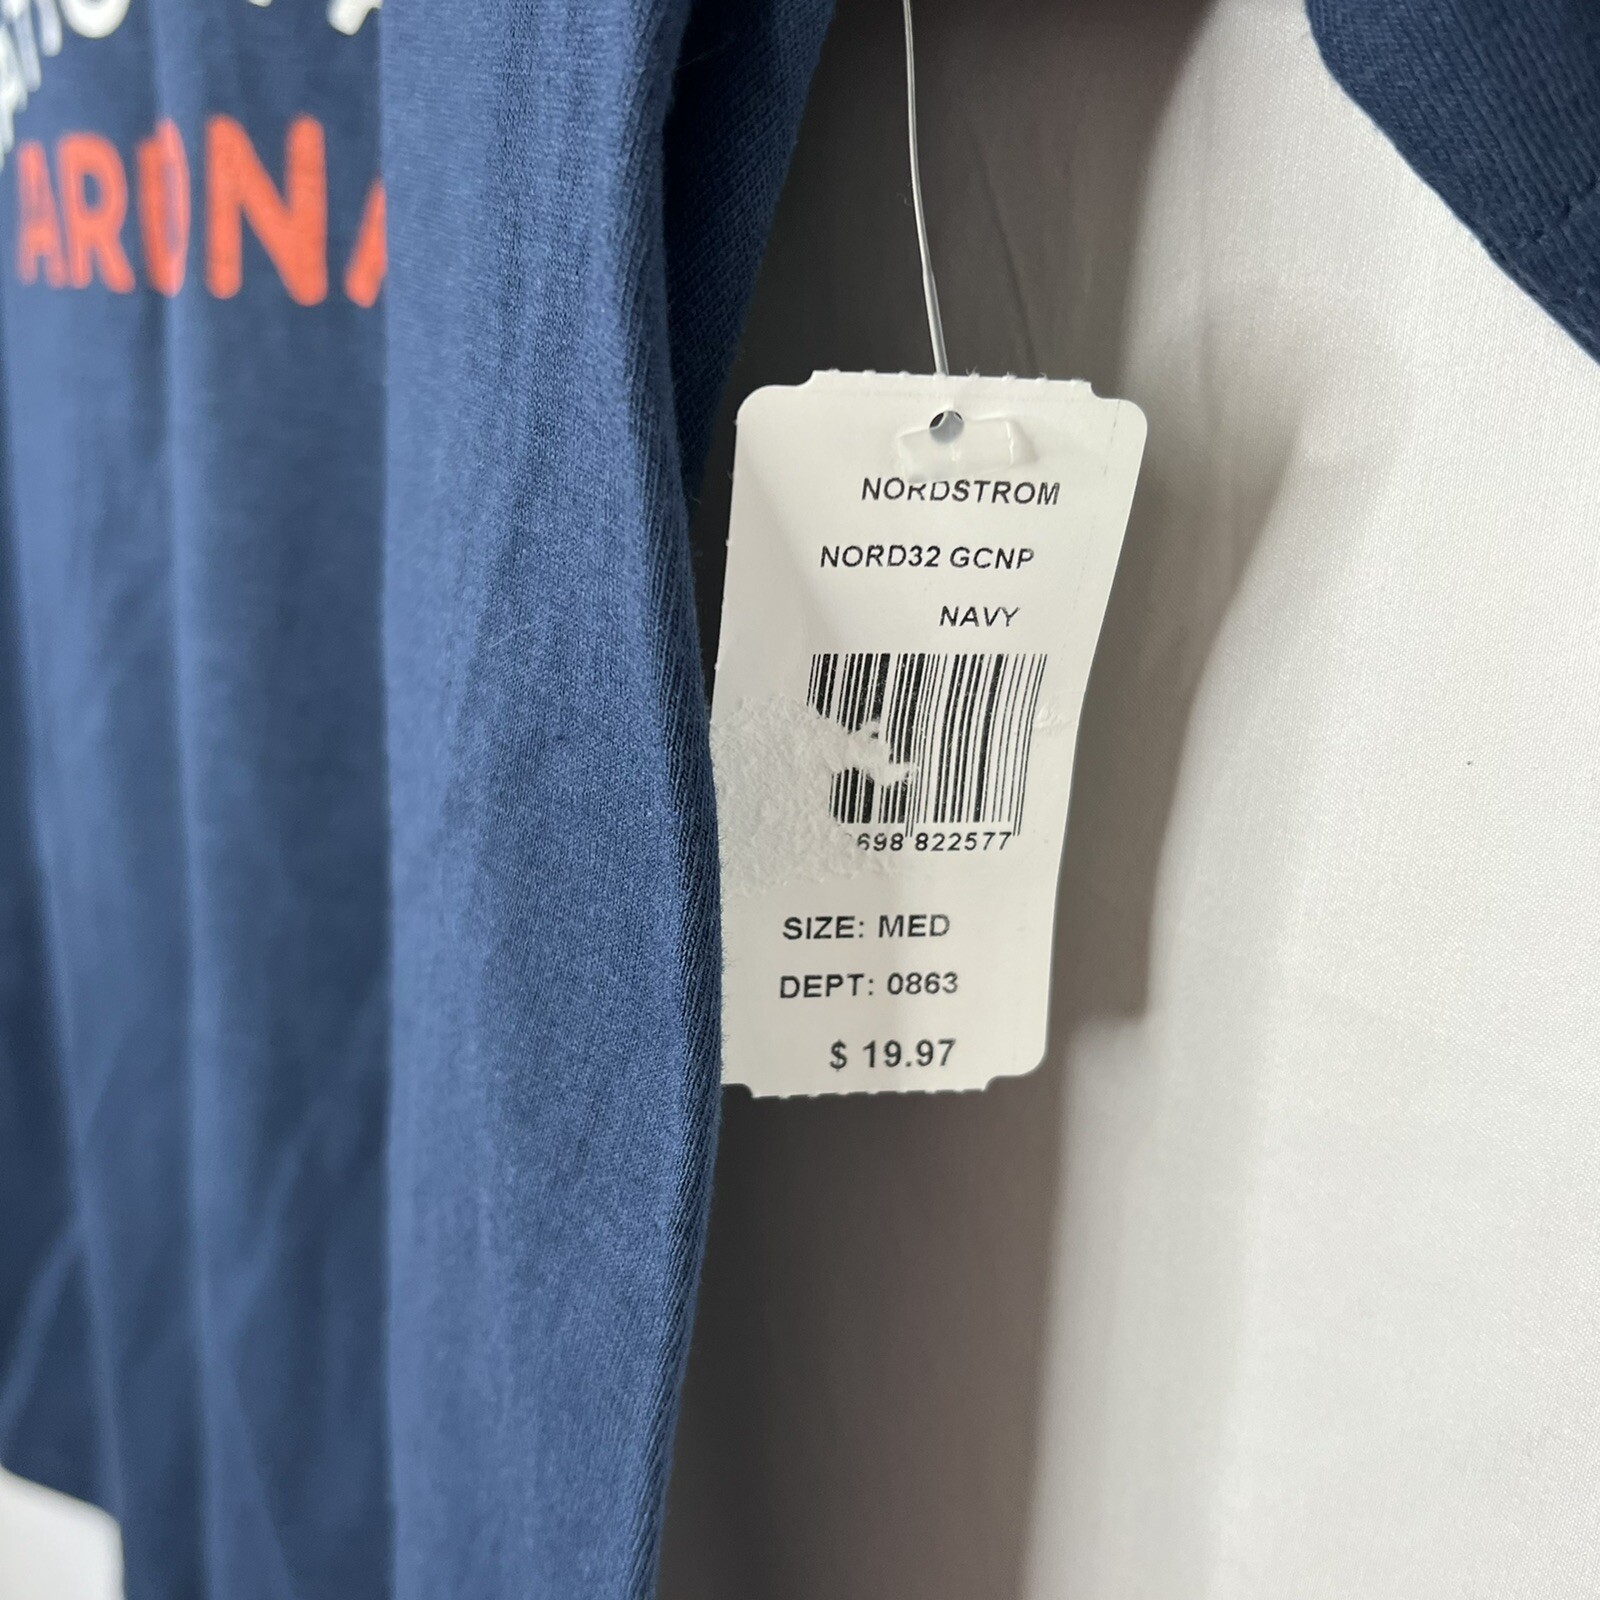 NORDSTROM
NORD32 GCNP
NAVY
698 822577
SIZE: MED
DEPT: 0863
$ 19.97